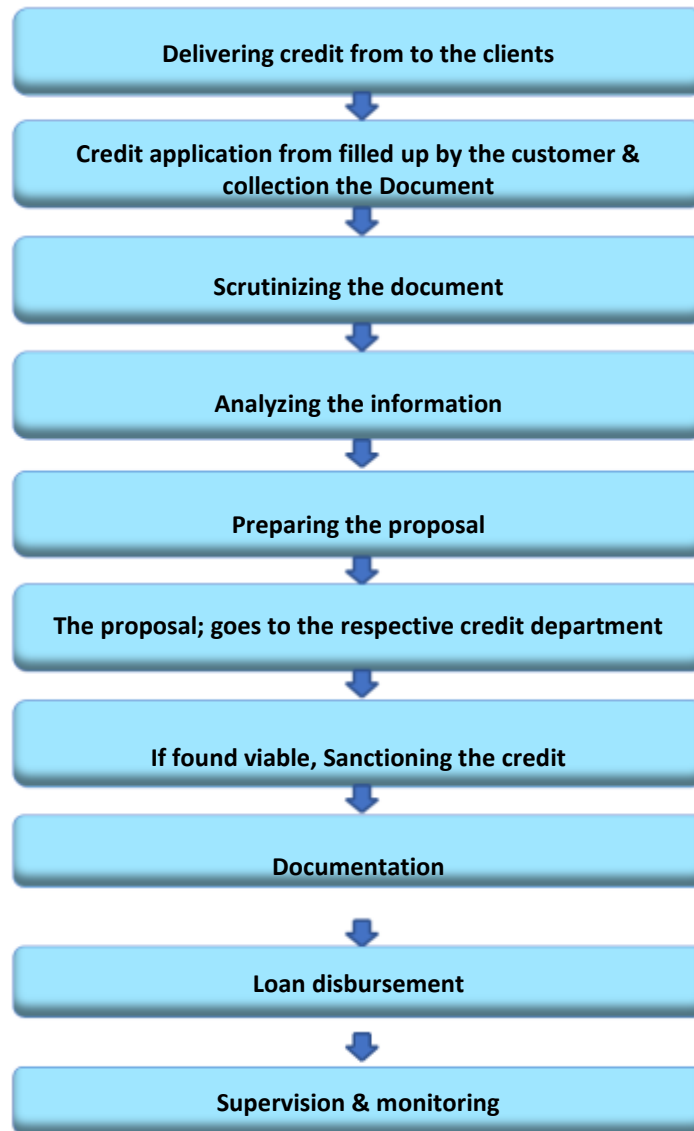 Delivering credit from to the clients
Credit application from filled up by the customer &
collection the Document
Scrutinizing the document
Analyzing the information
Preparing the proposal
The proposal; goes to the respective credit department
If found viable, Sanctioning the credit
Documentation
Loan disbursement
Supervision & monitoring